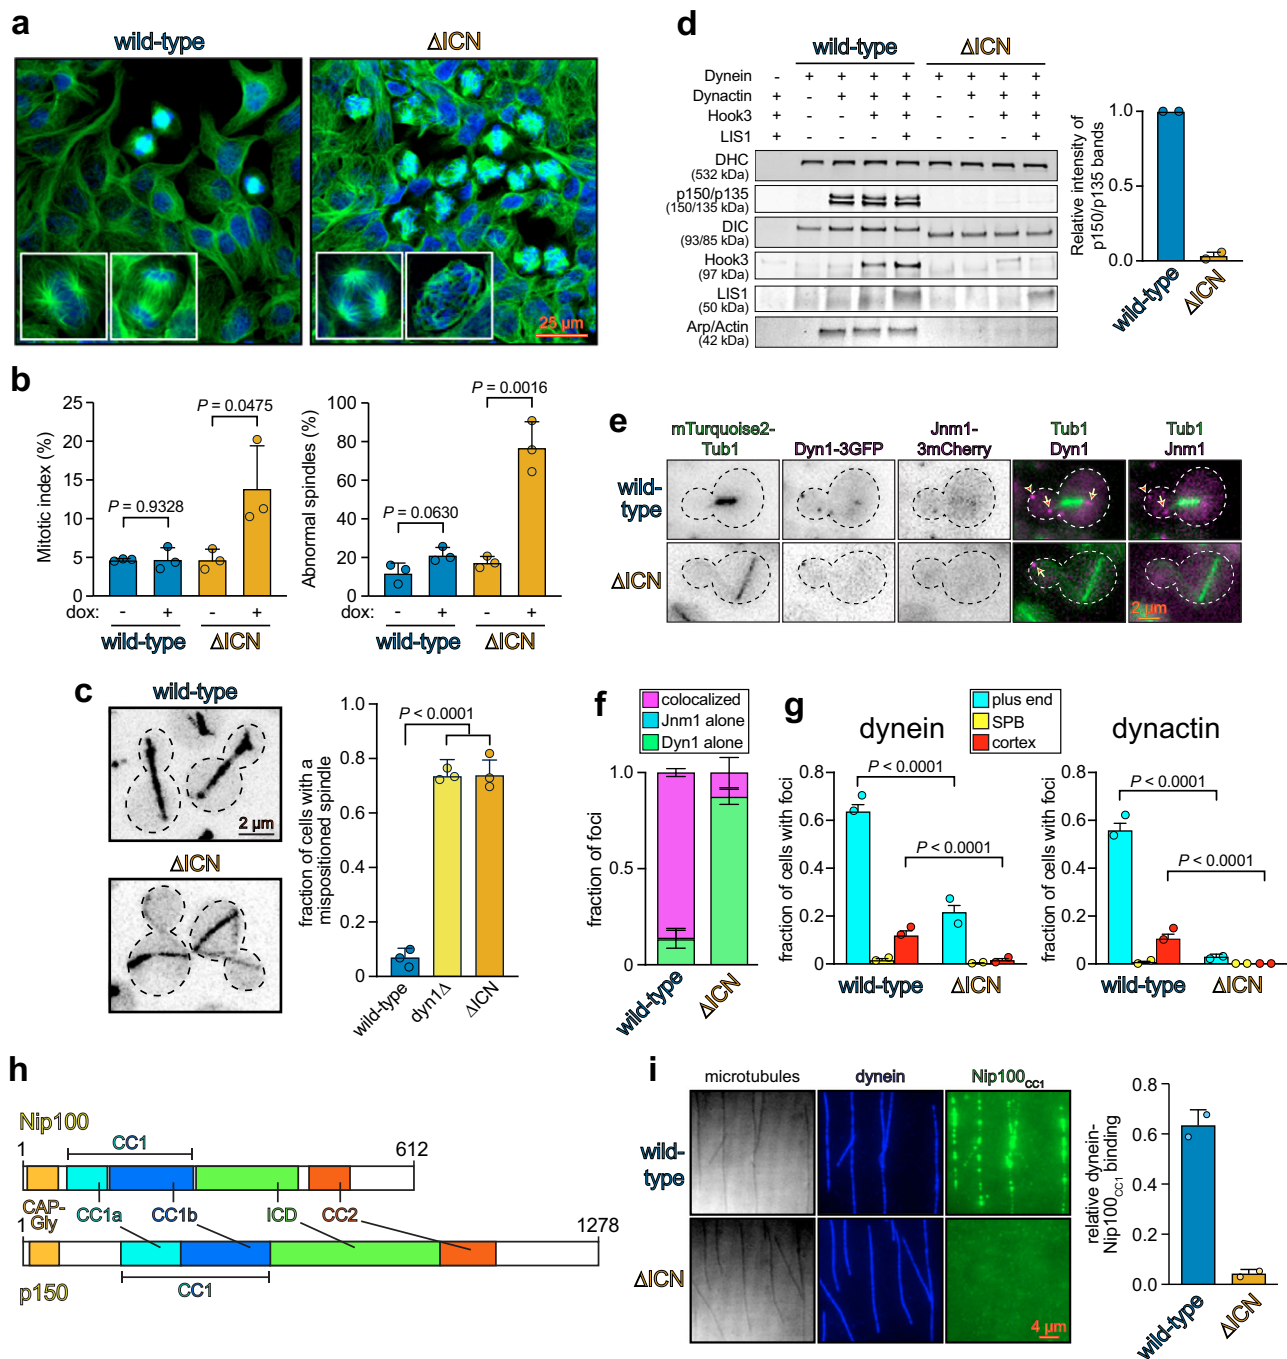 a
wild-type
ΔICN
25 µm
b
Mitotic index (%)
25
20
15
10
5
0
P = 0.9328
P = 0.0475
dox:
-
+
-
+
wild-type
ΔICN
Abnormal spindles (%)
100
80
60
40
20
0
P = 0.0630
P = 0.0016
-
+
-
+
wild-type
ΔICN
c
wild-type
2 µm
ΔICN
fraction of cells with a
mispositioned spindle
1.0
0.8
0.6
0.4
0.2
0
P < 0.0001
wild-type
dyn1Δ
ΔICN
d
wild-type
ΔICN
Dynein - + + + + + + + +
Dynactin + - + + + - + + +
Hook3 + - - + + - - + +
LIS1 + - - - + - - - +
DHC
(532 kDa)
p150/p135
(150/135 kDa)
DIC
(93/85 kDa)
Hook3
(97 kDa)
LIS1
(50 kDa)
Arp/Actin
(42 kDa)
Relative intensity of
p150/p135 bands
1.0
0.5
0.0
wild-type
ΔICN
e
mTurquoise2-
Tub1
Dyn1-3GFP
Jnm1-
3mCherry
Tub1
Dyn1
Tub1
Jnm1
wild-
type
ΔICN
2 µm
f
colocalized
Jnm1 alone
Dyn1 alone
fraction of foci
1.0
0.5
0
wild-type
ΔICN
g
plus end
SPB
cortex
dynein
fraction of cells with foci
0.8
0.6
0.4
0.2
0
P < 0.0001
P < 0.0001
wild-type
ΔICN
dynactin
fraction of cells with foci
0.8
0.6
0.4
0.2
0
P < 0.0001
P < 0.0001
wild-type
ΔICN
h
Nip100
1
CC1
612
CAP-
Gly
CC1a
CC1b
ICD
CC2
1
1278
p150
CC1
i
microtubules
dynein
Nip100CC1
wild-
type
ΔICN
4 µm
relative dynein-
Nip100CC1 binding
0.8
0.6
0.4
0.2
0.0
wild-type
ΔICN